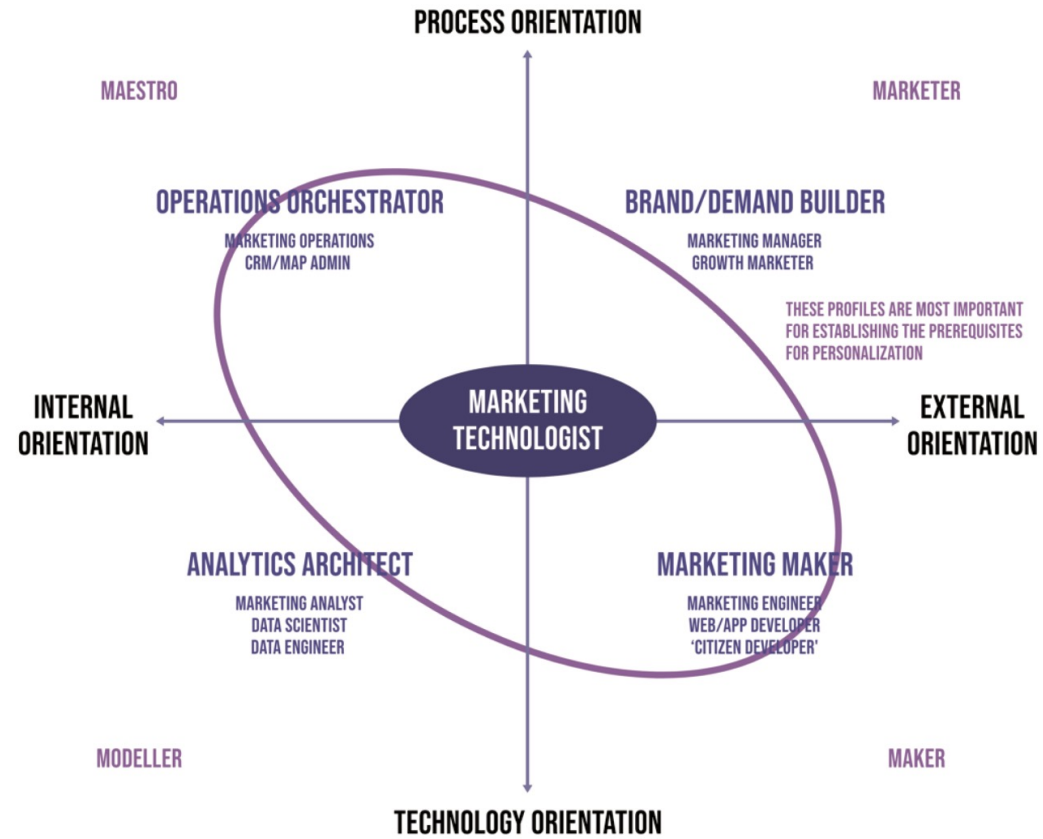 PROCESS ORIENTATION
MAESTRO
MARKETER
OPERATIONS ORCHESTRATOR
MARKETING OPERATIONS
CRM/MAP ADMIN
BRAND/DEMAND BUILDER
MARKETING MANAGER
GROWTH MARKETER
THESE PROFILES ARE MOST IMPORTANT
FOR ESTABLISHING THE PREREQUISITES
FOR PERSONALIZATION
INTERNAL
ORIENTATION
MARKETING
TECHNOLOGIST
EXTERNAL
ORIENTATION
ANALYTICS ARCHITECT
MARKETING ANALYST
DATA SCIENTIST
DATA ENGINEER
MARKETING MAKER
MARKETING ENGINEER
WEB/APP DEVELOPER
‘CITIZEN DEVELOPER’
MODELLER
MAKER
TECHNOLOGY ORIENTATION